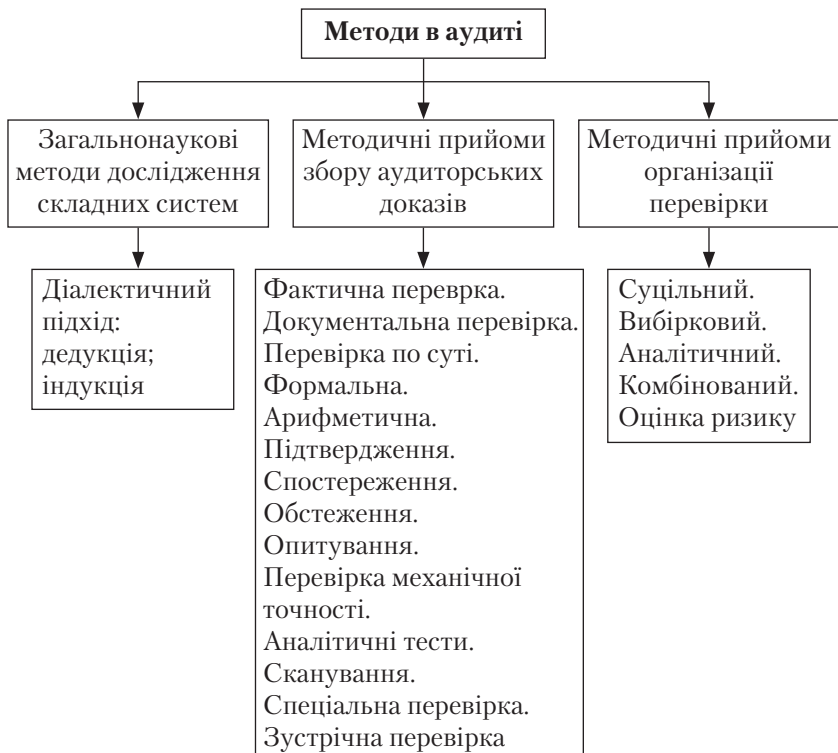 Методи в аудиті
Загальнонаукові
методи дослідження
складних систем
Методичні прийоми
збору аудиторських
доказів
Методичні прийоми
організації
перевірки
Діалектичний
підхід:
дедукція;
індукція
Фактична переврка.
Документальна перевірка.
Перевірка по суті.
Формальна.
Арифметична.
Підтвердження.
Спостереження.
Обстеження.
Опитування.
Перевірка механічної
точності.
Аналітичні тести.
Сканування.
Спеціальна перевірка.
Зустрічна перевірка
Суцільний.
Вибірковий.
Аналітичний.
Комбінований.
Оцінка ризику